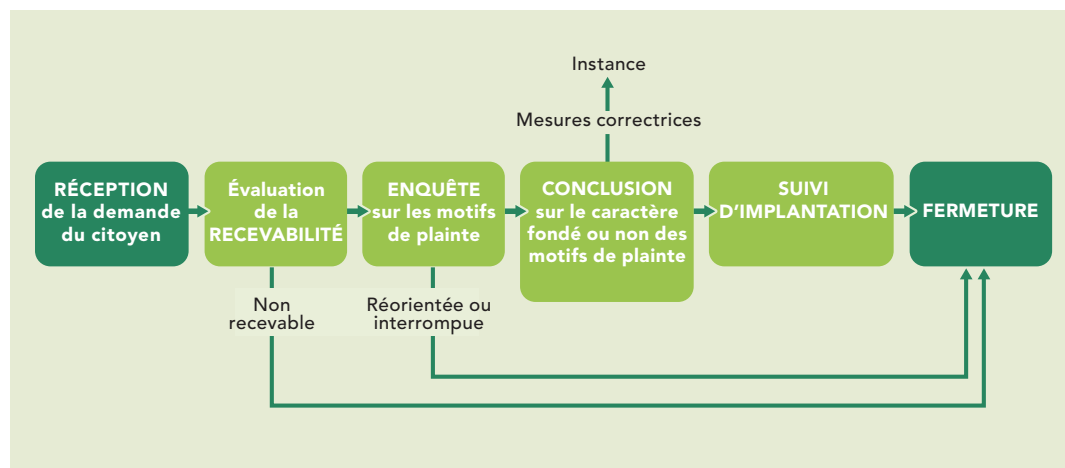 Instance
Mesures correctrices
RÉCEPTION
de la demande
du citoyen
Évaluation
de la
RECEVABILITÉ
ENQUÊTE
sur les motifs
de plainte
CONCLUSION
sur le caractère
fondé ou non des
motifs de plainte
SUIVI
D’IMPLANTATION
FERMETURE
Non
recevable
Réorientée ou
interrompue